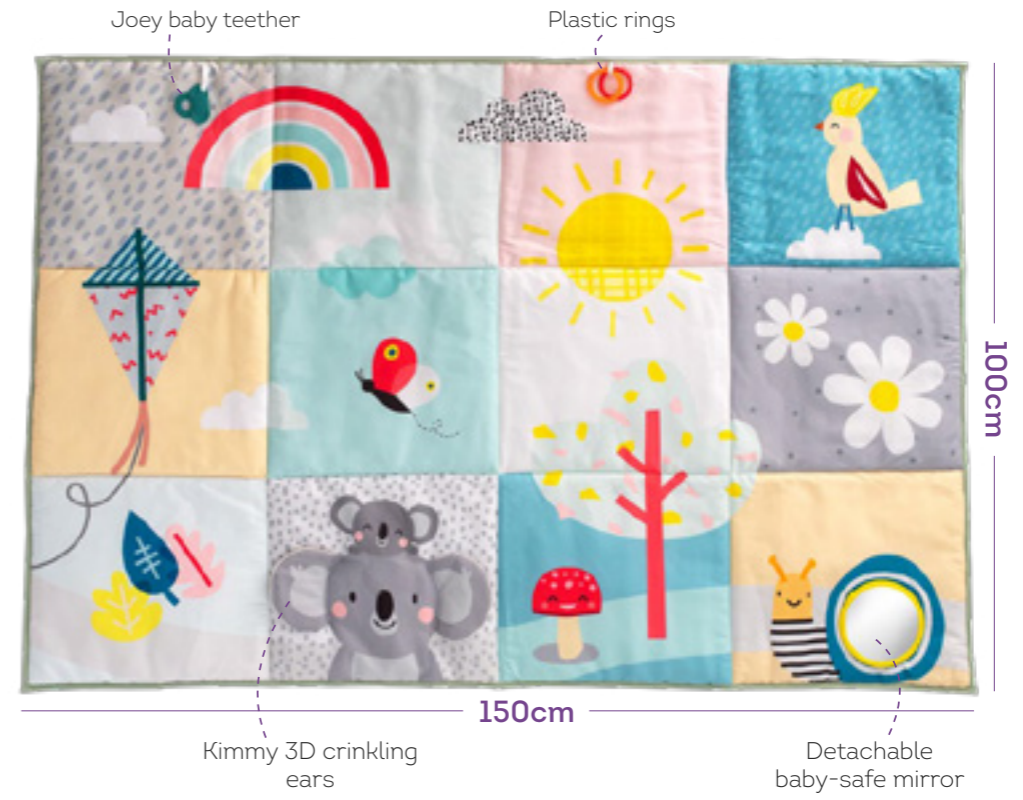 Joey baby teether
Plastic rings
100cm
150cm
Kimmy 3D crinkling
ears
Detachable
baby-safe mirror